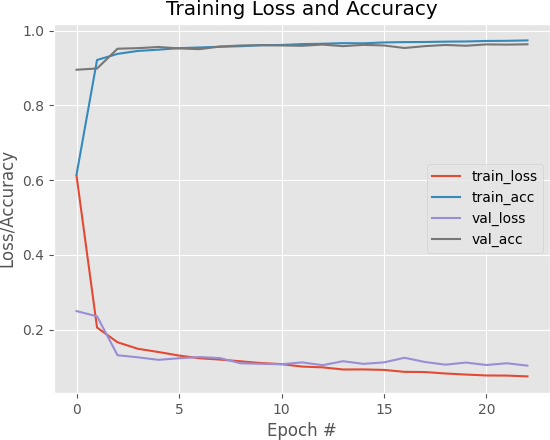 Training Loss and Accuracy
1.0
0.8
0.6
0.4
0.2
Loss/Accuracy
train_loss
train_acc
val_loss
val_acc
0 5 10 15 20
Epoch #